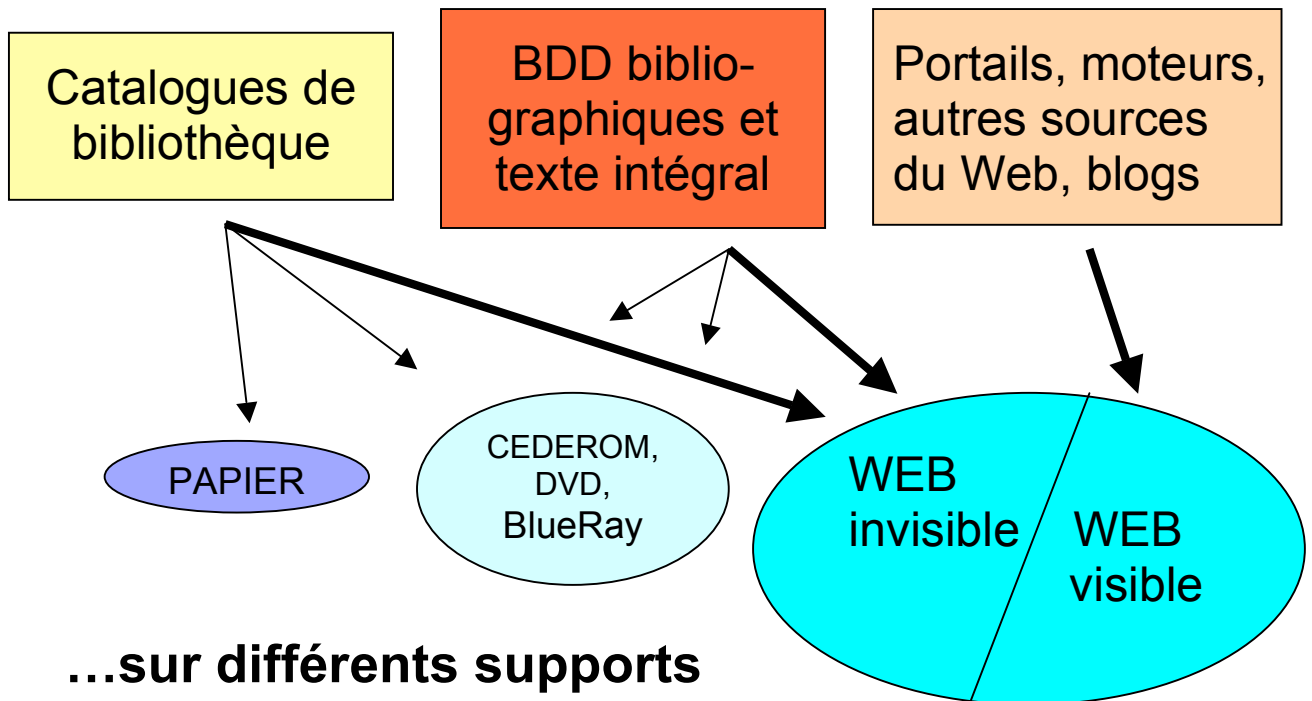 Catalogues de
bibliothèque
BDD biblio-
graphiques et
texte intégral
Portails, moteurs,
autres sources
du Web, blogs
PAPIER
CEDEROM,
DVD,
BlueRay
WEB
invisible
WEB
visible
…sur différents supports